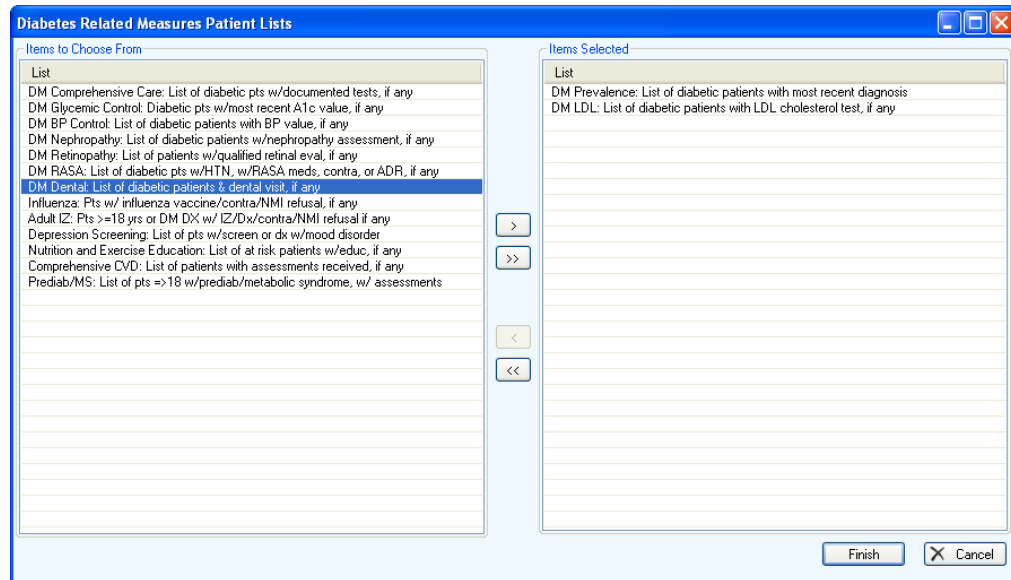 Diabetes Related Measures Patient Lists
Items to Choose From
List
DM Comprehensive Care: List of diabetic pts w/documented tests, if any
DM Glycemic Control: Diabetic pts w/most recent A1c value, if any
DM BP Control: List of diabetic patients with BP value, if any
DM Nephropathy: List of diabetic patients w/nephropathy assessment, if any
DM Retinopathy: List of patients w/qualified retinal eval, if any
DM RASA: List of diabetic pts w/HTN, w/RASA meds, contra, or ADR, if any
DM Dental: List of diabetic patients & dental visit, if any
Influenza: Pts w/ influenza vaccine/contra/NMI refusal, if any
Adult IZ: Pts >=18 yrs or DM DX w/ IZ/Dx/contra/NMI refusal if any
Depression Screening: List of pts w/screen or dx w/mood disorder
Nutrition and Exercise Education: List of at risk patients w/educ, if any
Comprehensive CVD: List of patients with assessments received, if any
Prediab/MS: List of pts =>18 w/prediab/metabolic syndrome, w/ assessments
>
>>
<
<<
Items Selected
List
DM Prevalence: List of diabetic patients with most recent diagnosis
DM LDL: List of diabetic patients with LDL cholesterol test, if any
Finish
Cancel